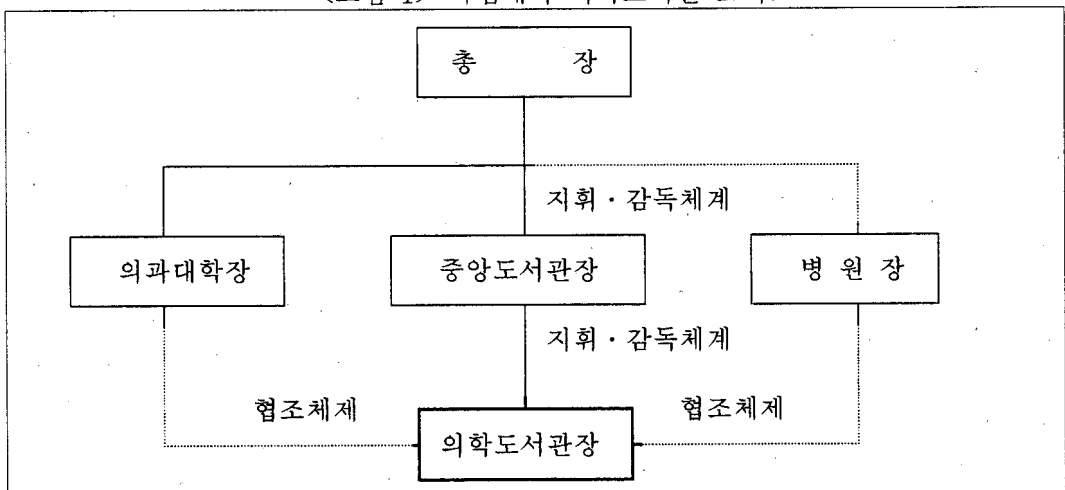 총 장
지휘·감독체계
의과대학장 중앙도서관장 병 원 장
지휘·감독체계
협조체제 협조체제
의학도서관장